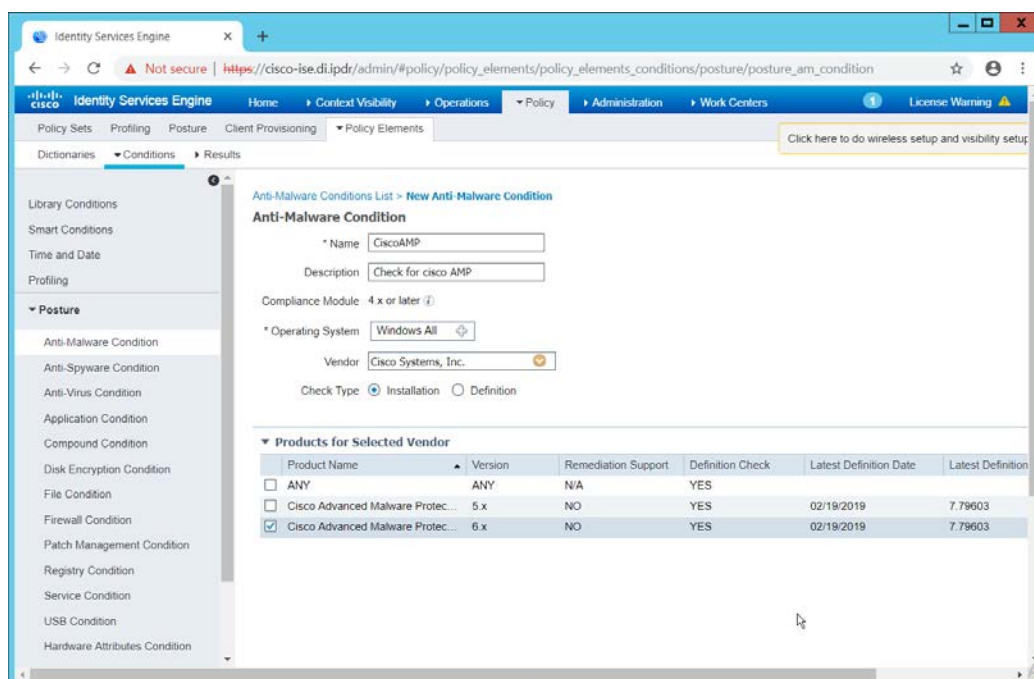 Identity Services Engine
Not secure | https://cisco-ise.di.ipdr/admin/#policy/policy_elements/policy_elements_conditions/posture/posture_am_condition
CISCO Identity Services Engine Home Context Visibility Operations Policy Administration Work Centers 1 License Warning
Policy Sets Profiling Posture Client Provisioning Policy Elements
Click here to do wireless setup and visibility setup
Dictionaries Conditions Results
Library Conditions
Smart Conditions
Time and Date
Profiling
Posture
Anti-Malware Condition
Anti-Spyware Condition
Anti-Virus Condition
Application Condition
Compound Condition
Disk Encryption Condition
File Condition
Firewall Condition
Patch Management Condition
Registry Condition
Service Condition
USB Condition
Hardware Attributes Condition
Anti-Malware Conditions List > New Anti-Malware Condition
Anti-Malware Condition
* Name CiscoAMP
Description Check for cisco AMP
Compliance Module 4.x or later i
* Operating System Windows All
Vendor Cisco Systems, Inc.
Check Type Installation Definition
Products for Selected Vendor
Product Name Version Remediation Support Definition Check Latest Definition Date Latest Definition
ANY ANY N/A YES
Cisco Advanced Malware Protec... 5.x NO YES 02/19/2019 7.79603
Cisco Advanced Malware Protec... 6.x NO YES 02/19/2019 7.79603